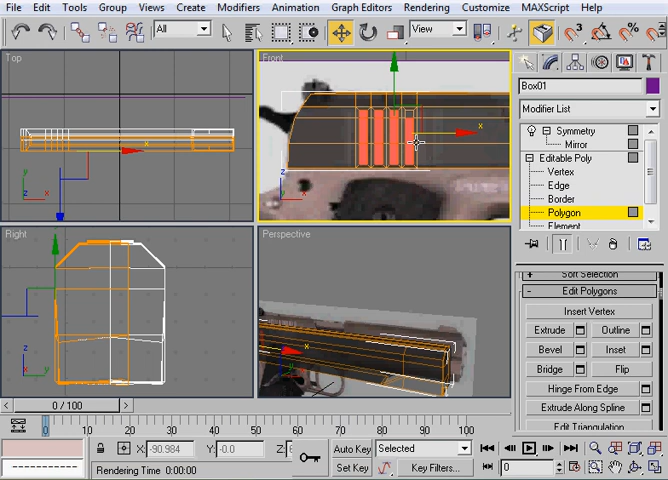 File Edit Tools Group Views Create Modifiers Animation Graph Editors Rendering Customize MAXScript Help
All View
Top
y
x
z
Front
x
z
x
Box01
Modifier List
Symmetry
Mirror
Editable Poly
Vertex
Edge
Border
Polygon
Element
Right
z
y
Perspective
x
Soft Selection
Edit Polygons
Insert Vertex
Extrude Outline
Bevel Inset
Bridge Flip
Hinge From Edge
Extrude Along Spline
Edit Triangulation
0 / 100
0 10 20 30 40 50 60 70 80 90 100
X: -90.984 Y: -0.0 Z:
Rendering Time 0:00:00
Auto Key Selected
Set Key Key Filters...
0